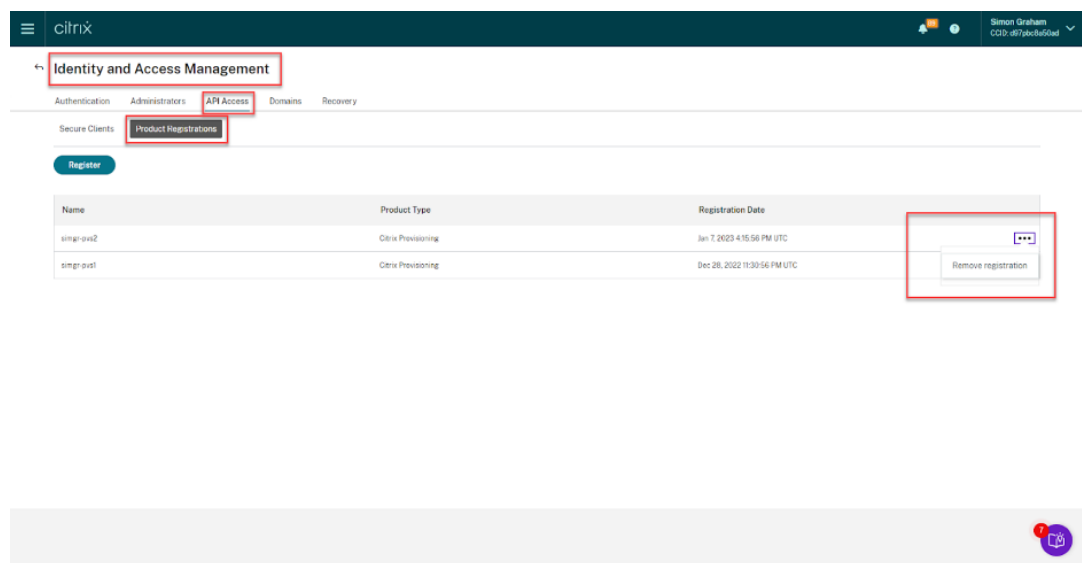 citrix
Simon Graham
CCID: d97pbc8a50ad
Identity and Access Management
Authentication Administrators API Access Domains Recovery
Secure Clients Product Registrations
Register
Name Product Type Registration Date
simgr-pvs2 Citrix Provisioning Jan 7, 2023 4:15:56 PM UTC
simgr-pvs1 Citrix Provisioning Dec 28, 2022 11:30:56 PM UTC
Remove registration
7